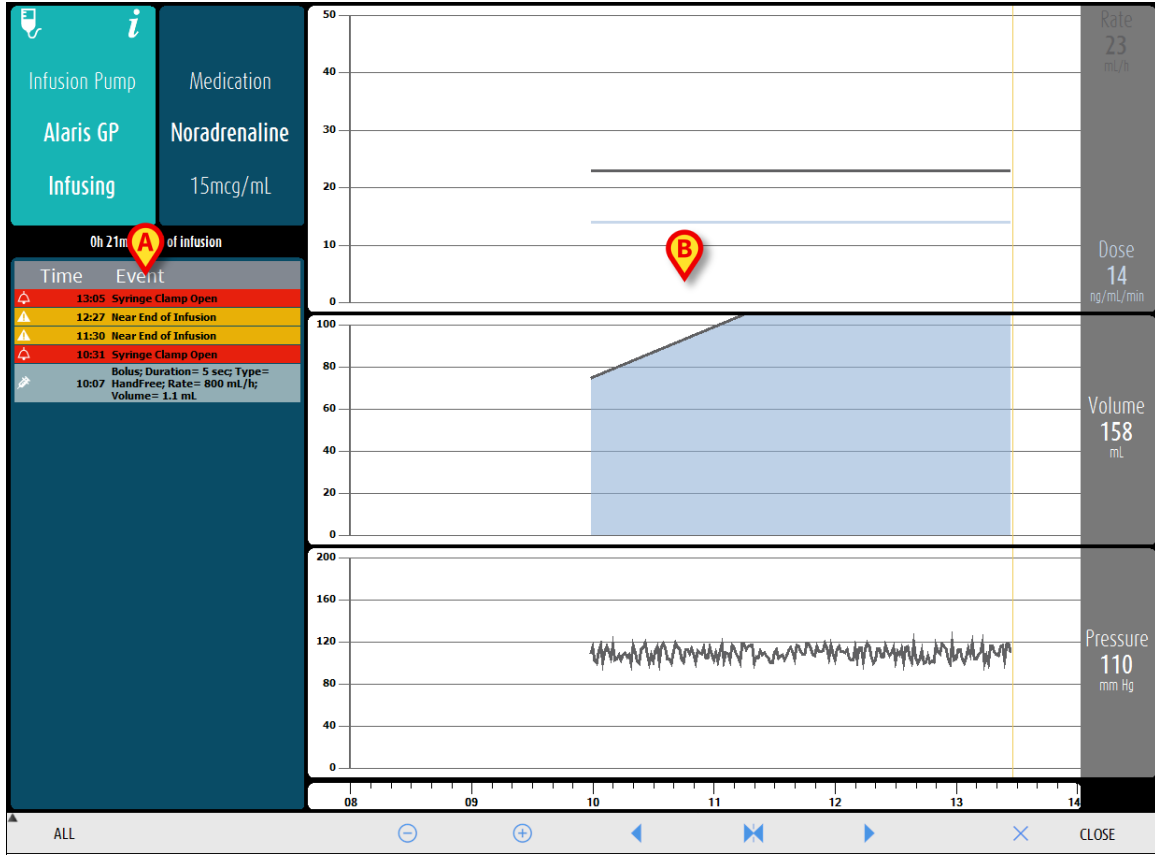 i
Infusion Pump
Alaris GP
Infusing
Medication
Noradrenaline
15mcg/mL
0h 21m of infusion
A
Time Event
13:05 Syringe Clamp Open
12:27 Near End of Infusion
11:30 Near End of Infusion
10:31 Syringe Clamp Open
10:07 Bolus; Duration= 5 sec; Type=
HandFree; Rate= 800 mL/h;
Volume= 1.1 mL
50
40
30
20
10
0
B
Rate
23
mL/h
Dose
14
ng/mL/min
100
80
60
40
20
0
Volume
158
mL
200
160
120
80
40
0
Pressure
110
mm Hg
08 09 10 11 12 13 14
ALL
CLOSE